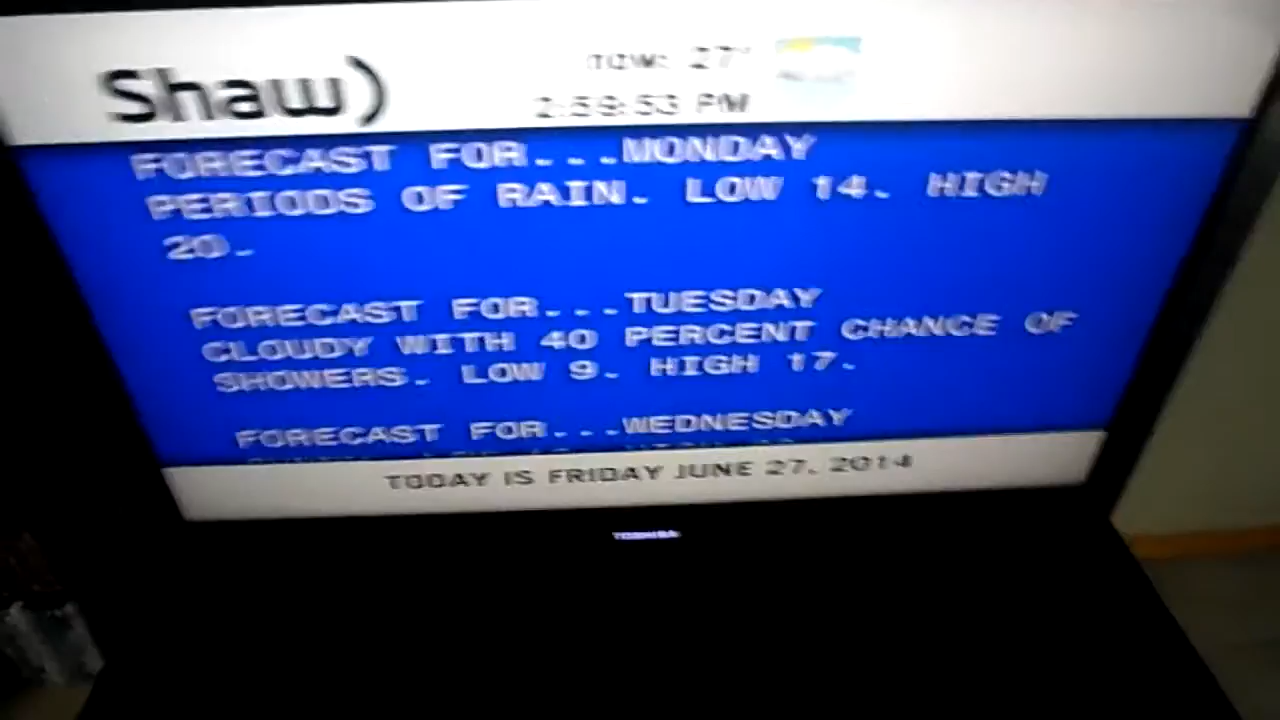 Shaw)
now: 27°
2:59:53 PM
FORECAST FOR...MONDAY
PERIODS OF RAIN. LOW 14. HIGH
20.
FORECAST FOR...TUESDAY
CLOUDY WITH 40 PERCENT CHANCE OF
SHOWERS. LOW 9. HIGH 17.
FORECAST FOR...WEDNESDAY
TODAY IS FRIDAY JUNE 27, 2014
TOSHIBA